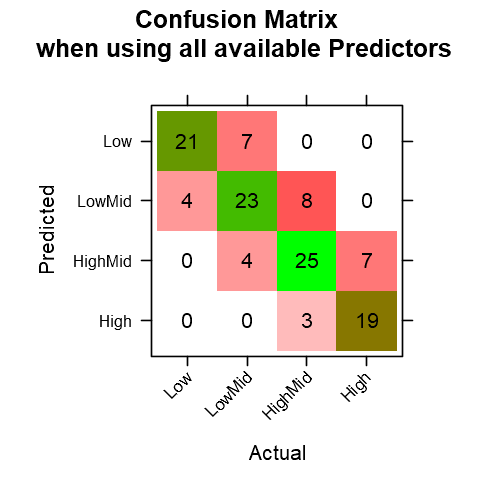 Confusion Matrix
when using all available Predictors
Low 21 7 0 0
LowMid 4 23 8 0
HighMid 0 4 25 7
High 0 0 3 19
Predicted
Low LowMid HighMid High
Actual